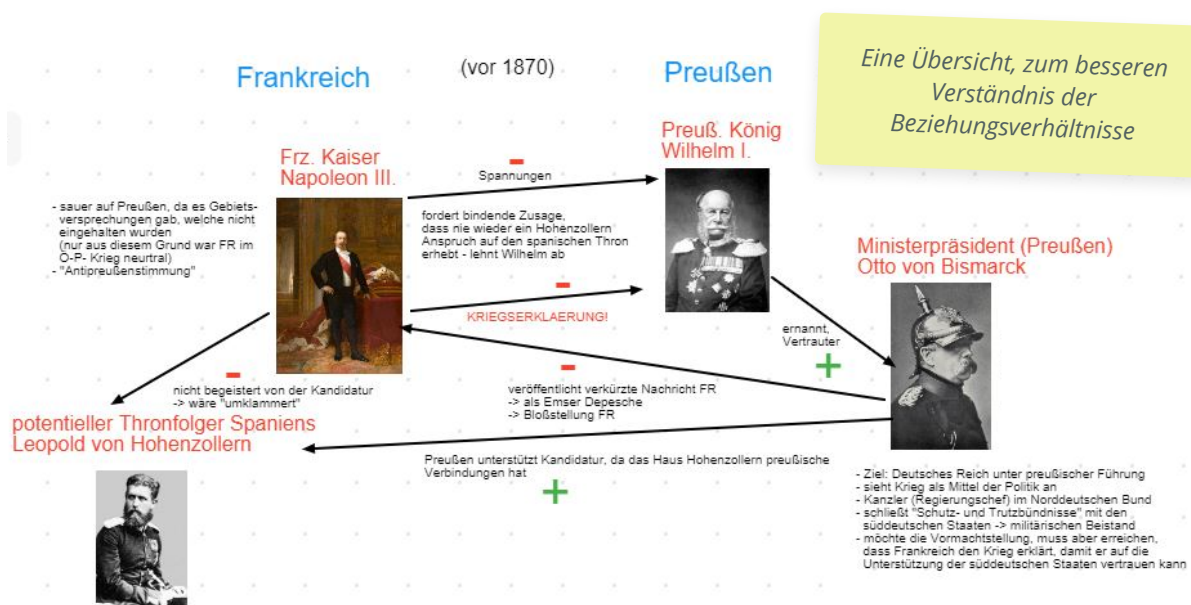 Frankreich
(vor 1870)
Preußen
Eine Übersicht, zum besseren
Verständnis der
Beziehungsverhältnisse
Frz. Kaiser
Napoleon III.
Preuß. König
Wilhelm I.
-
Spannungen
- sauer auf Preußen, da es Gebiets-
versprechungen gab, welche nicht
eingehalten wurden
(nur aus diesem Grund war FR im
Ö-P- Krieg neurtral)
- "Antipreußenstimmung"
fordert bindende Zusage,
dass nie wieder ein Hohenzollern
Anspruch auf den spanischen Thron
erhebt - lehnt Wilhelm ab
Ministerpräsident (Preußen)
Otto von Bismarck
-
KRIEGSERKLAERUNG!
ernannt,
Vertrauter
+
-
nicht begeistert von der Kandidatur
-> wäre "umklammert"
-
veröffentlicht verkürzte Nachricht FR
-> als Emser Depesche
-> Bloßstellung FR
potentieller Thronfolger Spaniens
Leopold von Hohenzollern
Preußen unterstützt Kandidatur, da das Haus Hohenzollern preußische
Verbindungen hat
+
- Ziel: Deutsches Reich unter preußischer Führung
- sieht Krieg als Mittel der Politik an
- Kanzler (Regierungschef) im Norddeutschen Bund
- schließt "Schutz- und Trutzbündnisse" mit den
süddeutschen Staaten -> militärischen Beistand
- möchte die Vormachtstellung, muss aber erreichen,
dass Frankreich den Krieg erklärt, damit er auf die
Unterstützung der süddeutschen Staaten vertrauen kann